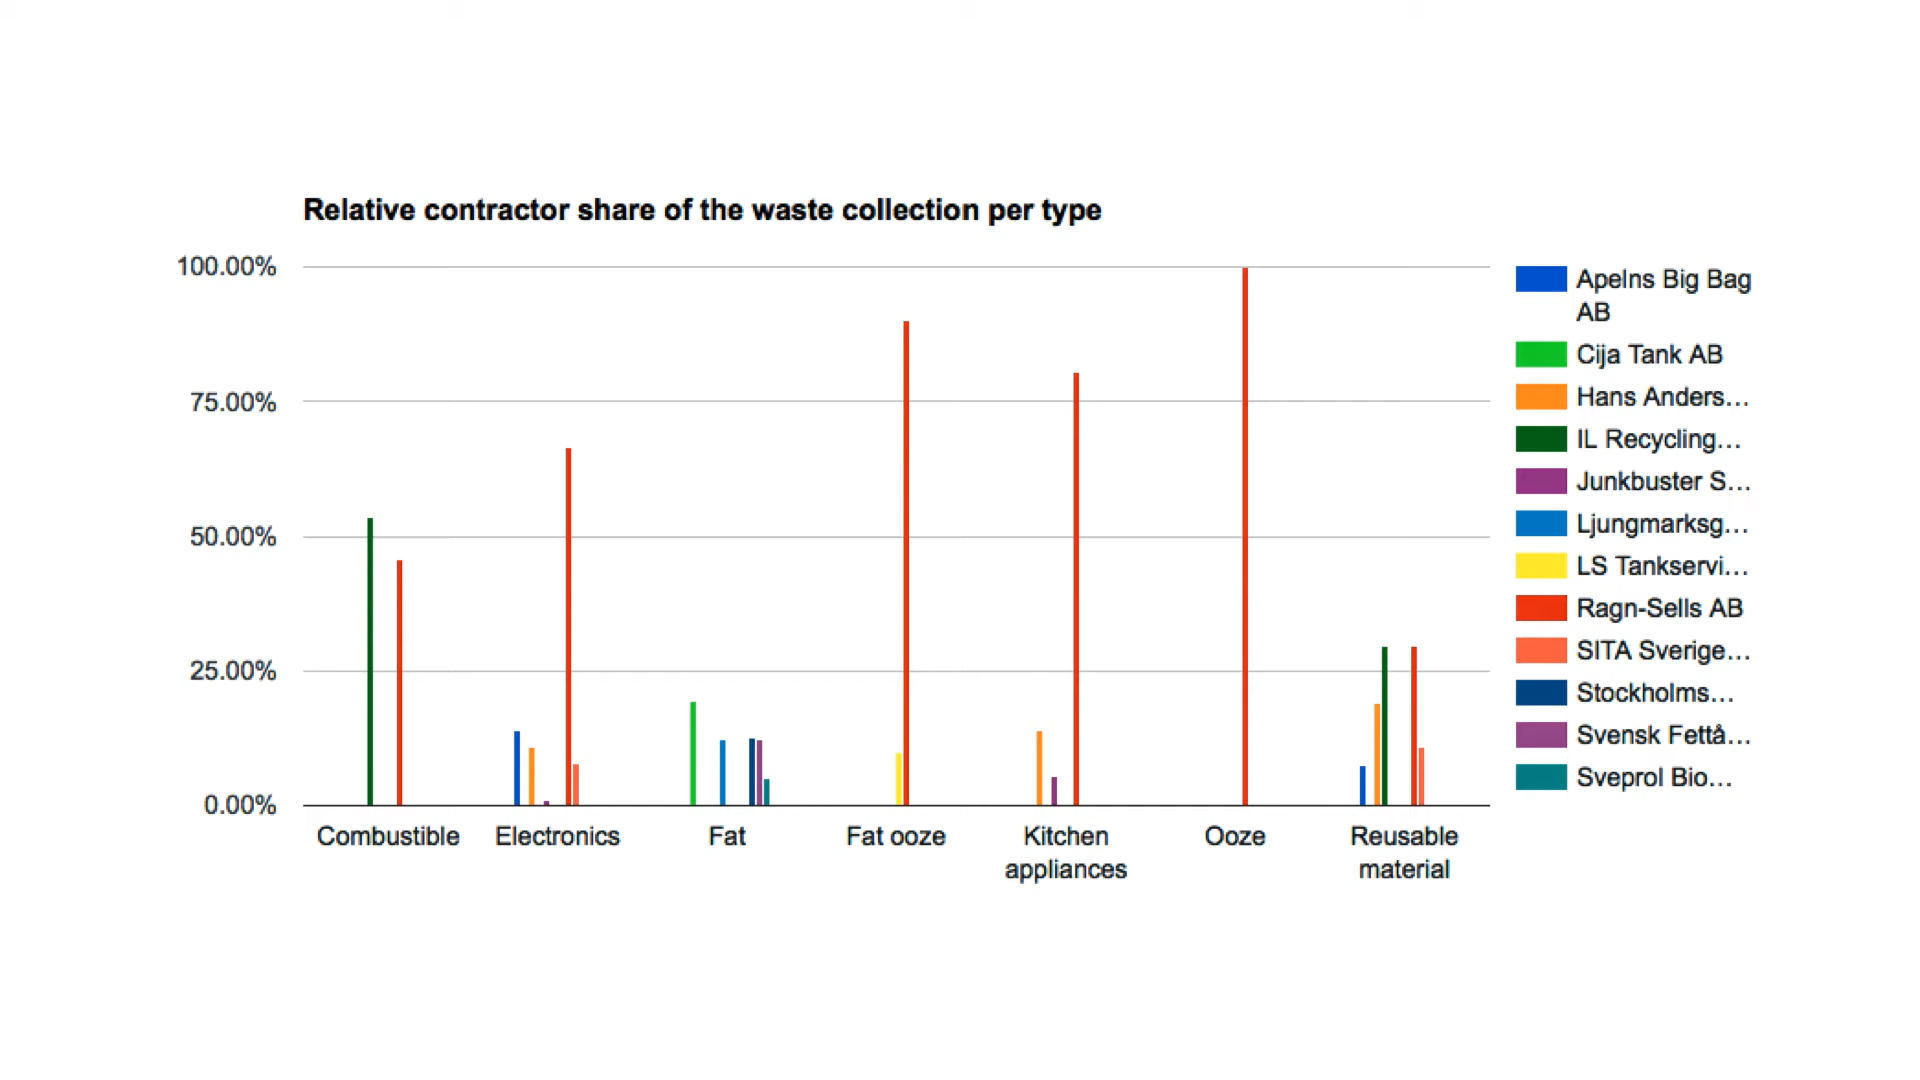 Relative contractor share of the waste collection per type
100.00%
75.00%
50.00%
25.00%
0.00%
Combustible
Electronics
Fat
Fat ooze
Kitchen
appliances
Ooze
Reusable
material
Apelns Big Bag
AB
Cija Tank AB
Hans Anders...
IL Recycling...
Junkbuster S...
Ljungmarksg...
LS Tankservi...
Ragn-Sells AB
SITA Sverige...
Stockholms...
Svensk Fettå...
Sveprol Bio...